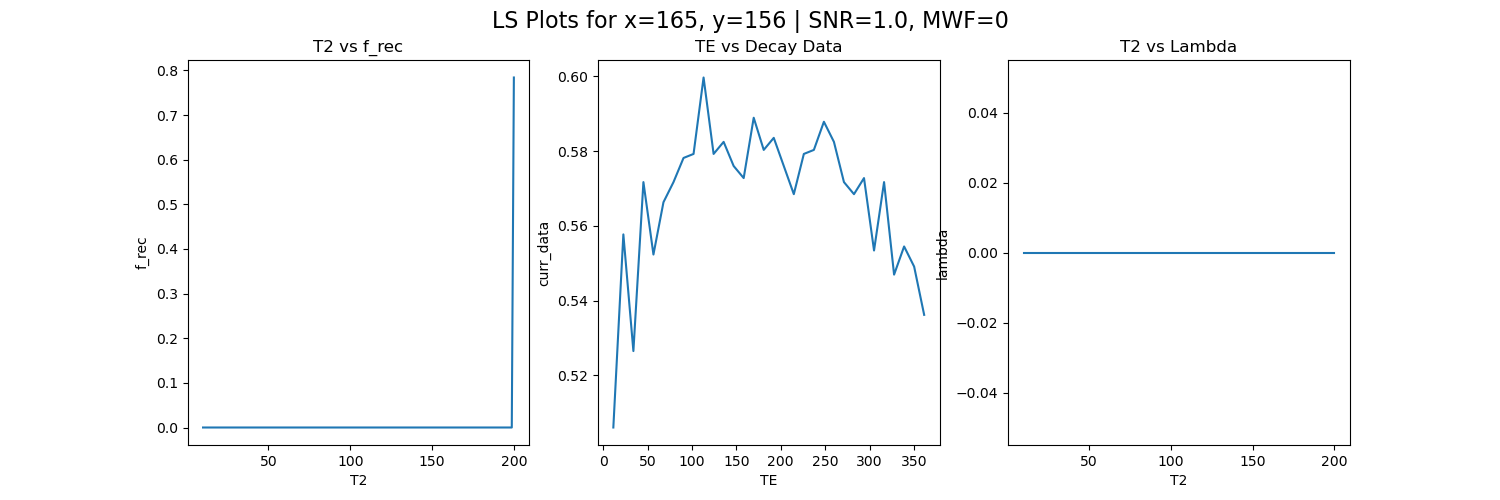 LS Plots for x=165, y=156 | SNR=1.0, MWF=0
T2 vs f_rec
f_rec
0.8
0.7
0.6
0.5
0.4
0.3
0.2
0.1
0.0
50 100 150 200
T2
TE vs Decay Data
curr_data
0.60
0.58
0.56
0.54
0.52
0 50 100 150 200 250 300 350
TE
T2 vs Lambda
lambda
0.04
0.02
0.00
−0.02
−0.04
50 100 150 200
T2